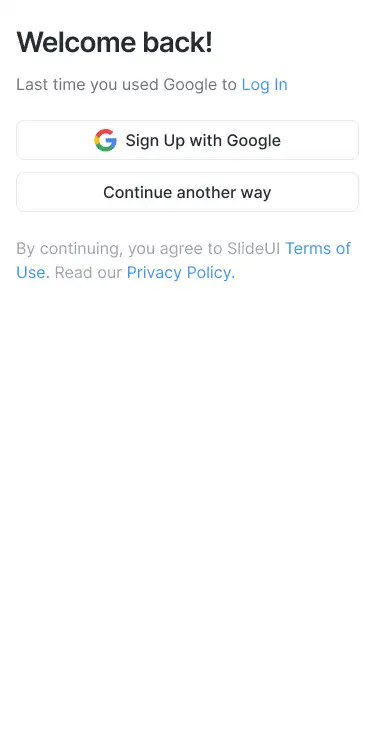 Welcome back!
Last time you used Google to Log In
Sign Up with Google
Continue another way
By continuing, you agree to SlideUI Terms of
Use. Read our Privacy Policy.